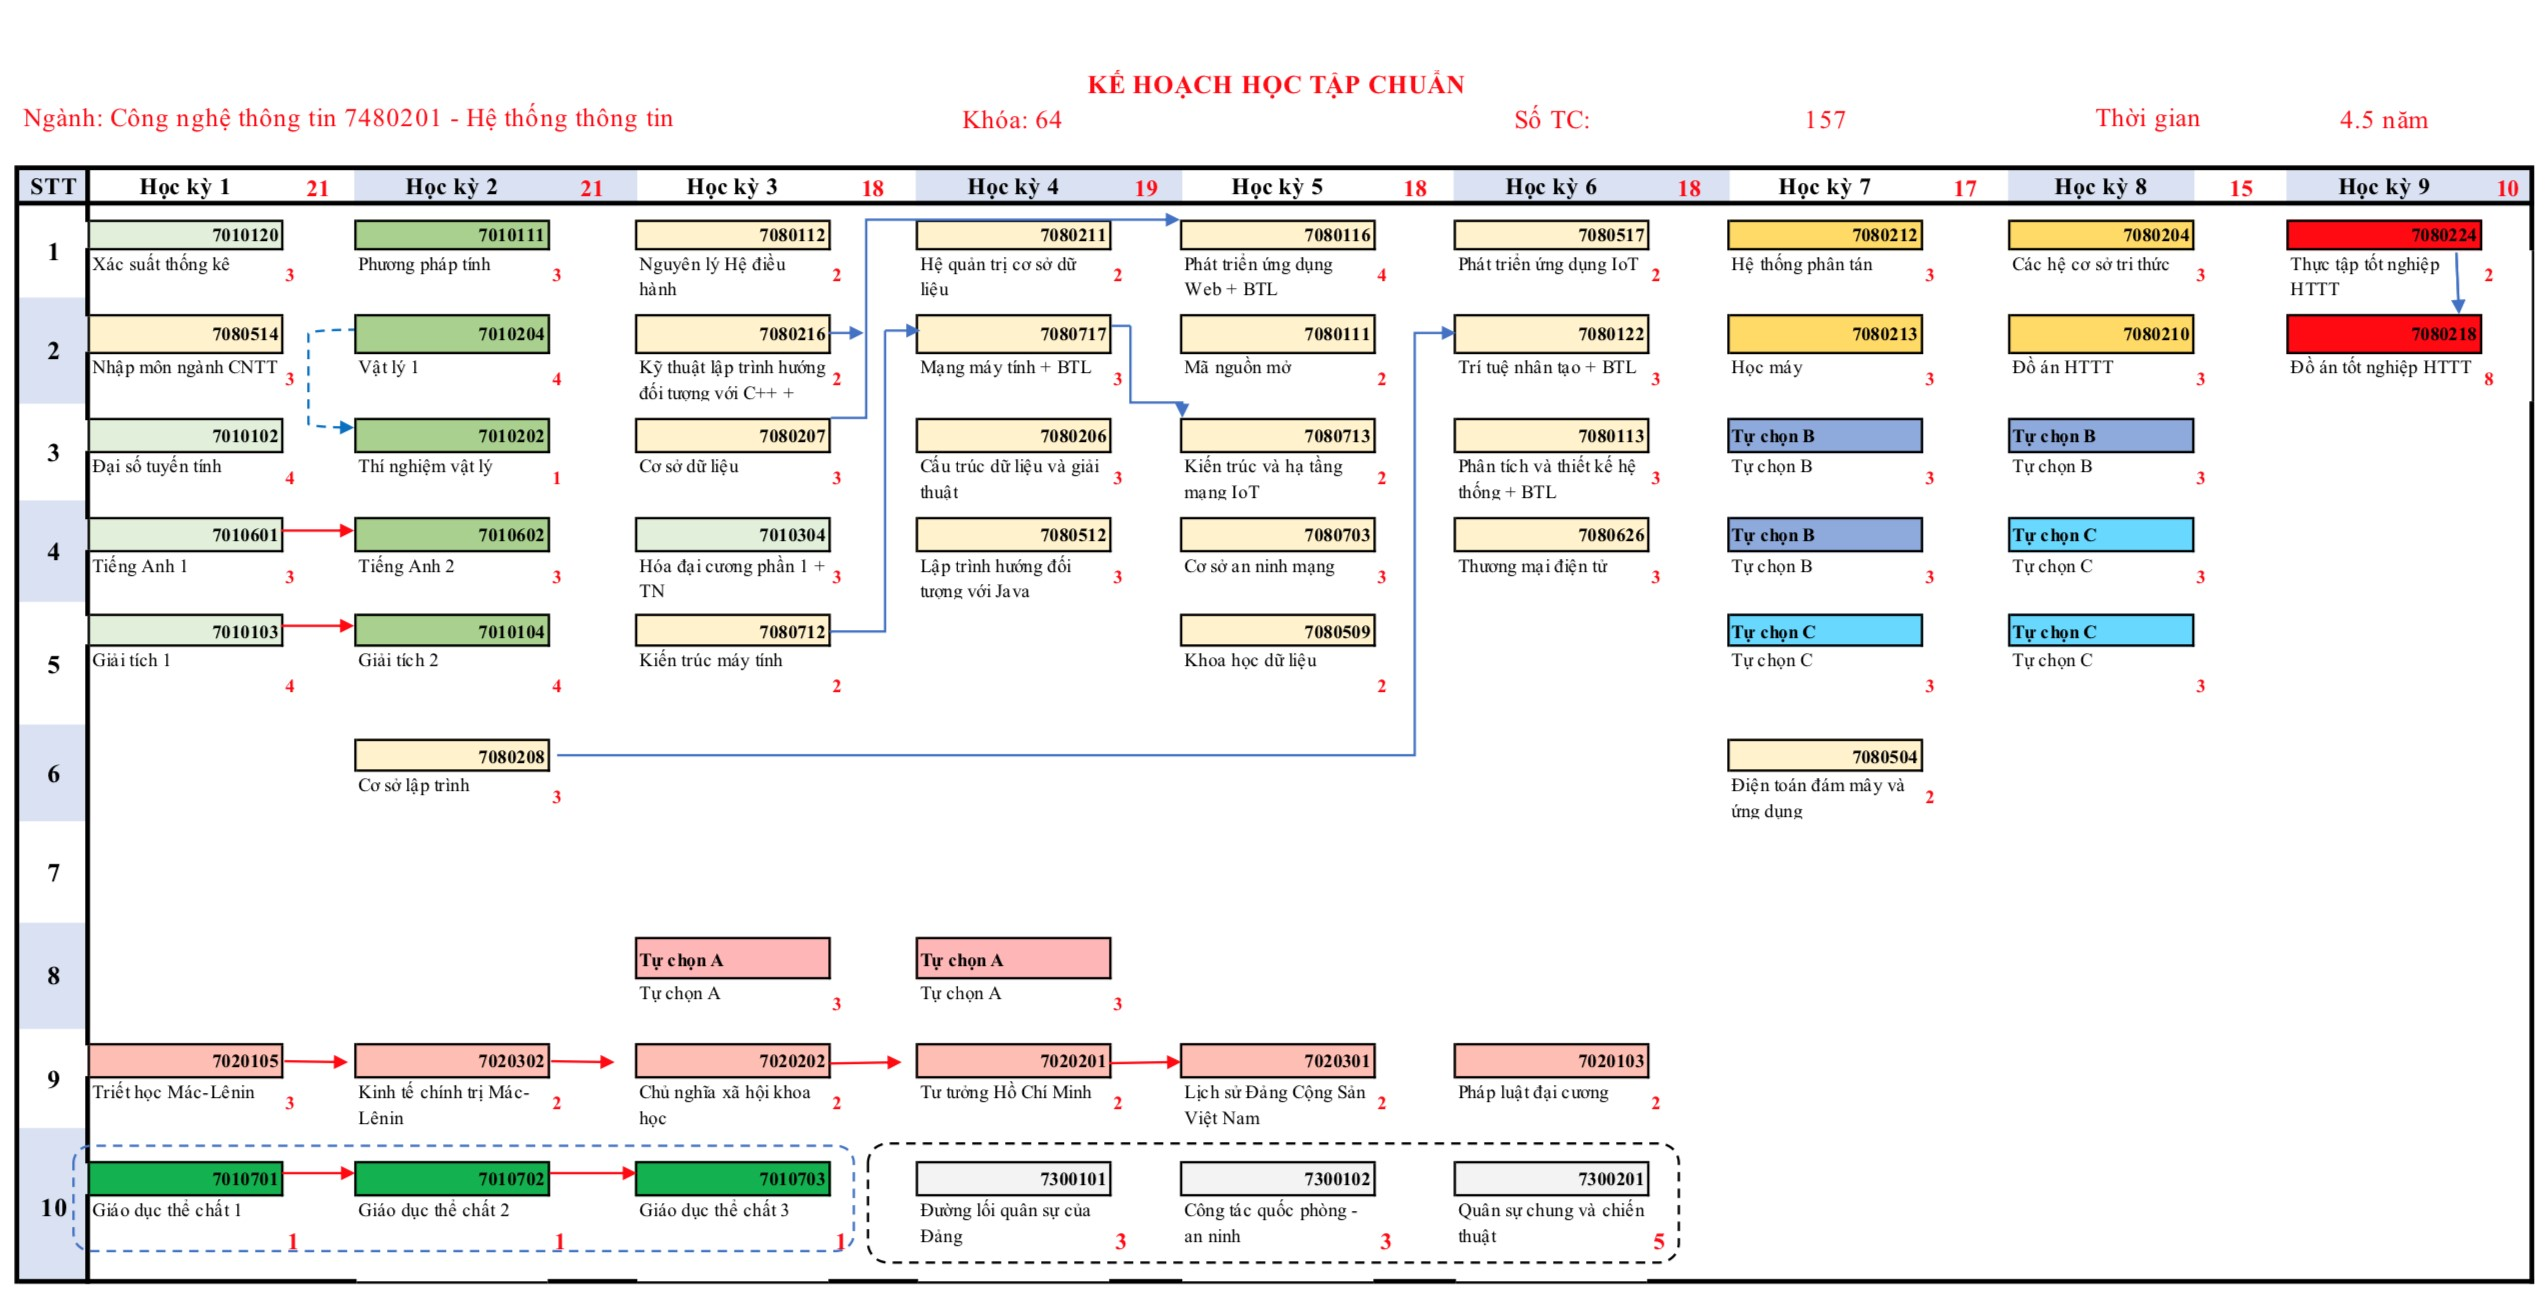 KẾ HOẠCH HỌC TẬP CHUẨN
Ngành: Công nghệ thông tin 7480201 - Hệ thống thông tin Khóa: 64 Số TC: 157 Thời gian 4.5 năm
STT Học kỳ 1 21 Học kỳ 2 21 Học kỳ 3 18 Học kỳ 4 19 Học kỳ 5 18 Học kỳ 6 18 Học kỳ 7 17 Học kỳ 8 15 Học kỳ 9 10
1
7010120 7010111 7080112 7080211 7080116 7080517 7080212 7080204 7080224
Xác suất thống kê 3 Phương pháp tính 3 Nguyên lý Hệ điều 2 Hệ quản trị cơ sở dữ 2 Phát triển ứng dụng 4 Phát triển ứng dụng IoT 2 Hệ thống phân tán 3 Các hệ cơ sở tri thức 3 Thực tập tốt nghiệp 2
hành liệu Web + BTL HTTT
2
7080514 7010204 7080216 7080717 7080111 7080122 7080213 7080210 7080218
Nhập môn ngành CNTT 3 Vật lý 1 4 Kỹ thuật lập trình hướng 2 Mạng máy tính + BTL 3 Mã nguồn mở 2 Trí tuệ nhân tạo + BTL 3 Học máy 3 Đồ án HTTT 3 Đồ án tốt nghiệp HTTT 8
đối tượng với C++ +
3
7010102 7010202 7080207 7080206 7080713 7080113 Tự chọn B Tự chọn B
Đại số tuyến tính 4 Thí nghiệm vật lý 1 Cơ sở dữ liệu 3 Cấu trúc dữ liệu và giải 3 Kiến trúc và hạ tầng 2 Phân tích và thiết kế hệ 3 Tự chọn B 3 Tự chọn B 3
thuật mạng IoT thống + BTL
4
7010601 7010602 7010304 7080512 7080703 7080626 Tự chọn B Tự chọn C
Tiếng Anh 1 3 Tiếng Anh 2 3 Hóa đại cương phần 1 + 3 Lập trình hướng đối 3 Cơ sở an ninh mạng 3 Thương mại điện tử 3 Tự chọn B 3 Tự chọn C 3
TN tượng với Java
5
7010103 7010104 7080712 7080509 Tự chọn C Tự chọn C
Giải tích 1 4 Giải tích 2 4 Kiến trúc máy tính 2 Khoa học dữ liệu 2 Tự chọn C 3 Tự chọn C 3
6
7080208 7080504
Cơ sở lập trình 3 Điện toán đám mây và 2
ứng dụng
7
8
Tự chọn A Tự chọn A
Tự chọn A 3 Tự chọn A 3
9
7020105 7020302 7020202 7020201 7020301 7020103
Triết học Mác-Lênin 3 Kinh tế chính trị Mác- 2 Chủ nghĩa xã hội khoa 2 Tư tưởng Hồ Chí Minh 2 Lịch sử Đảng Cộng Sản 2 Pháp luật đại cương 2
Lênin học Việt Nam
10
7010701 7010702 7010703 7300101 7300102 7300201
Giáo dục thể chất 1 1 Giáo dục thể chất 2 1 Giáo dục thể chất 3 1 Đường lối quân sự của 3 Công tác quốc phòng - 3 Quân sự chung và chiến 5
Đảng an ninh thuật